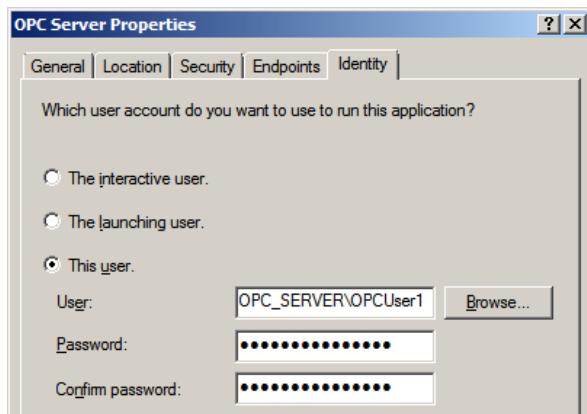 OPC Server Properties
General Location Security Endpoints Identity
Which user account do you want to use to run this application?
The interactive user.
The launching user.
This user.
User: OPC_SERVER\OPCUser1 Browse...
Password: •••••••••••••••
Confirm password: •••••••••••••••